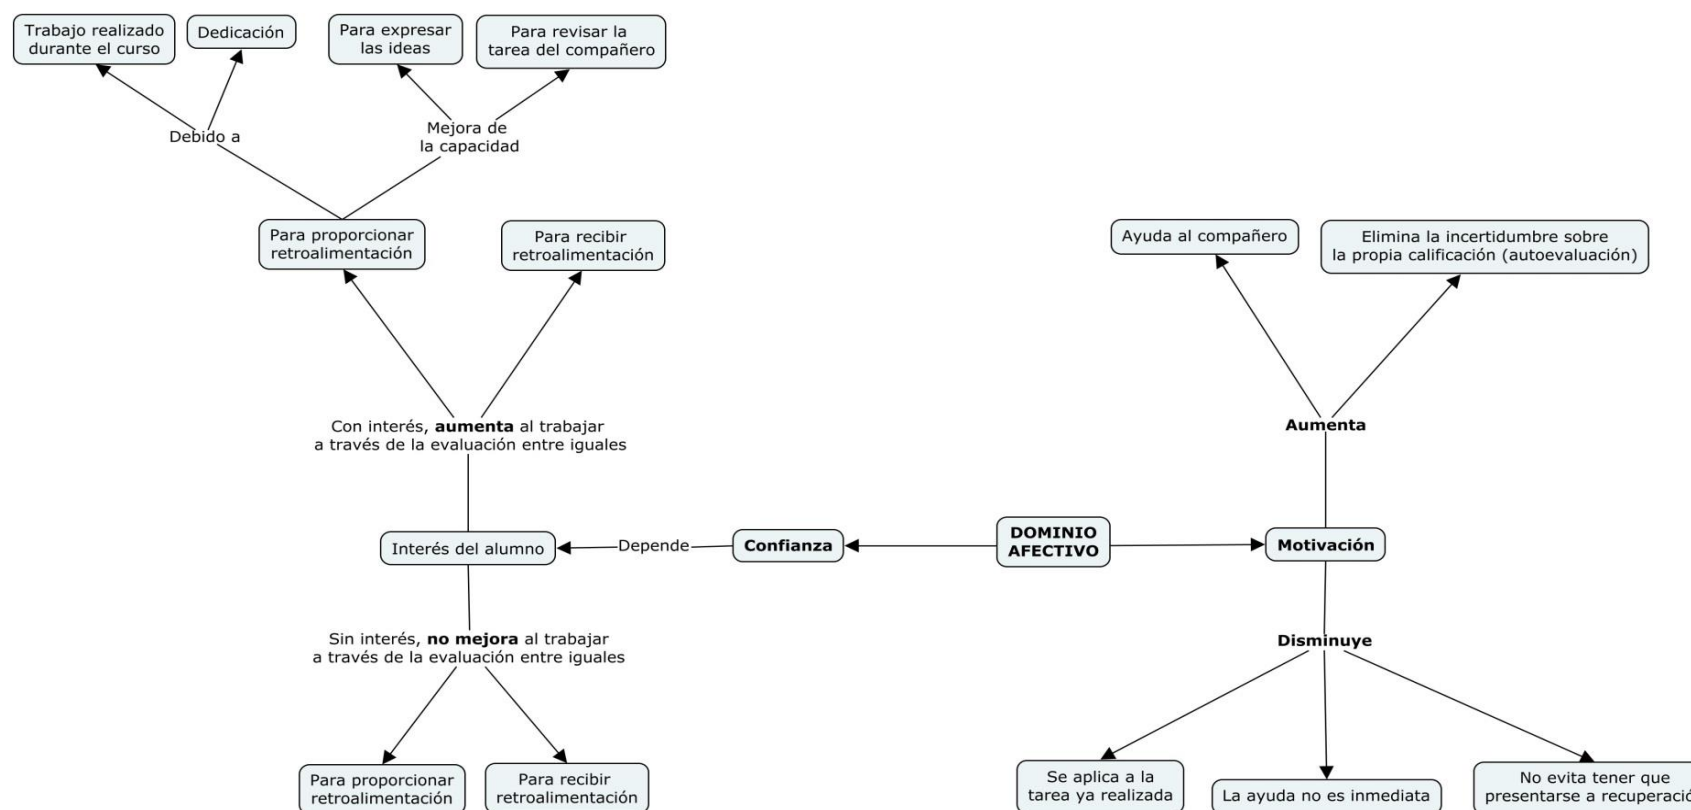 Trabajo realizado
durante el curso
Dedicación
Para expresar
las ideas
Para revisar la
tarea del compañero
Debido a
Mejora de
la capacidad
Para proporcionar
retroalimentación
Para recibir
retroalimentación
Ayuda al compañero
Elimina la incertidumbre sobre
la propia calificación (autoevaluación)
Con interés, aumenta al trabajar
a través de la evaluación entre iguales
Aumenta
Interés del alumno
Depende
Confianza
DOMINIO
AFECTIVO
Motivación
Sin interés, no mejora al trabajar
a través de la evaluación entre iguales
Disminuye
Para proporcionar
retroalimentación
Para recibir
retroalimentación
Se aplica a la
tarea ya realizada
La ayuda no es inmediata
No evita tener que
presentarse a recuperació